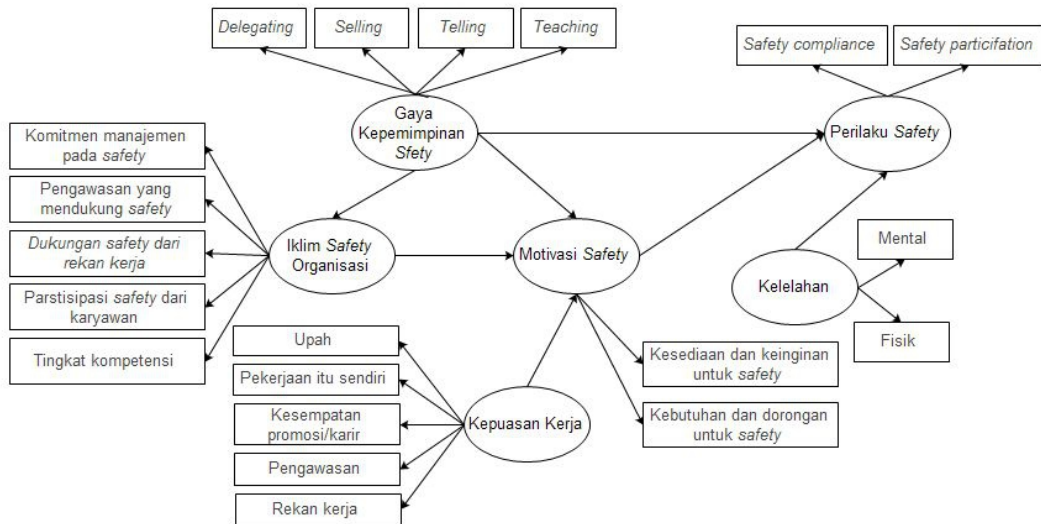 Delegating
Selling
Telling
Teaching
Safety compliance
Safety particifation
Gaya
Kepemimpinan
Sfety
Perilaku Safety
Komitmen manajemen
pada safety
Pengawasan yang
mendukung safety
Dukungan safety dari
rekan kerja
Parstisipasi safety dari
karyawan
Tingkat kompetensi
Iklim Safety
Organisasi
Motivasi Safety
Mental
Kelelahan
Fisik
Upah
Pekerjaan itu sendiri
Kesempatan
promosi/karir
Pengawasan
Rekan kerja
Kepuasan Kerja
Kesediaan dan keinginan
untuk safety
Kebutuhan dan dorongan
untuk safety